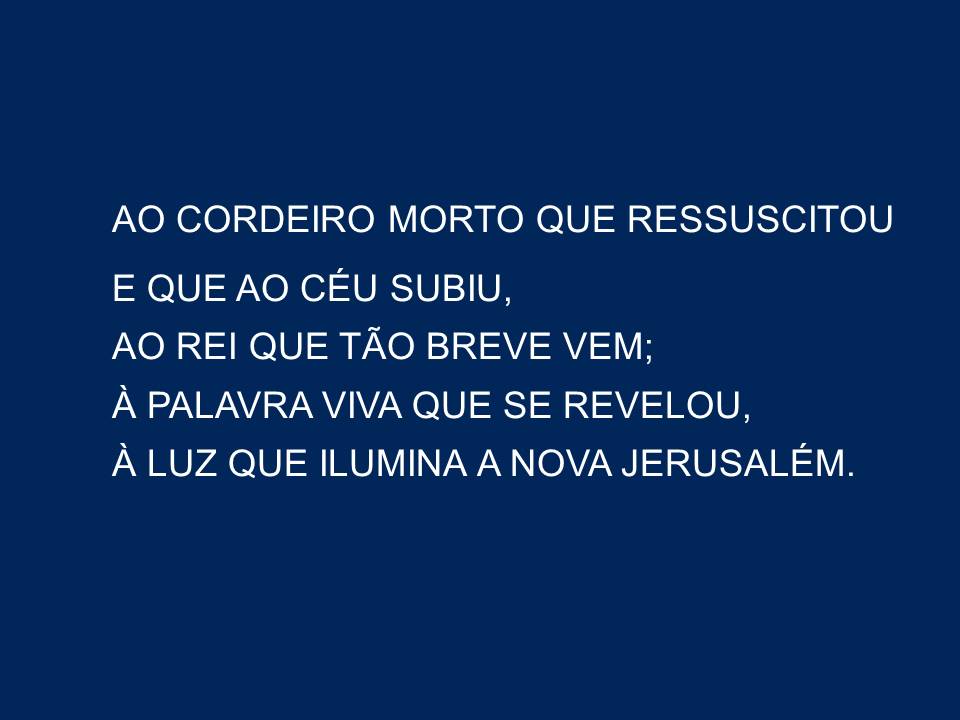 AO CORDEIRO MORTO QUE RESSUSCITOU
E QUE AO CÉU SUBIU,
AO REI QUE TÃO BREVE VEM;
À PALAVRA VIVA QUE SE REVELOU,
À LUZ QUE ILUMINA A NOVA JERUSALÉM.